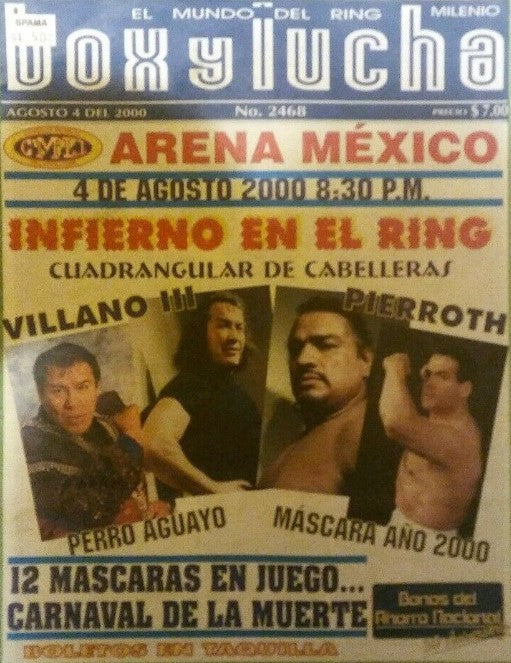 SPAMA
EL MUNDO DEL RING MILENIO
box y lucha
AGOSTO 4 DEL 2000 No. 2468 PRECIO $7.00
CMLL ARENA MÉXICO
4 DE AGOSTO 2000 8:30 P.M.
INFIERNO EN EL RING
CUADRANGULAR DE CABELLERAS
VILLANO III PIERROTH
PERRO AGUAYO MÁSCARA AÑO 2000
12 MASCARAS EN JUEGO...
CARNAVAL DE LA MUERTE
Bonos del
Ahorro Nacional
BOLETOS EN TAQUILLA